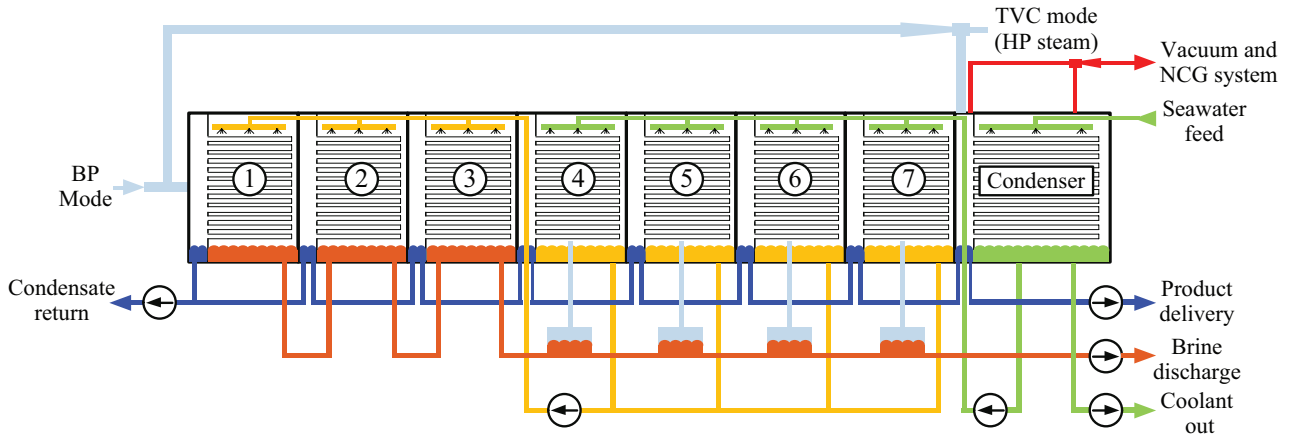 TVC mode
(HP steam)
Vacuum and
NCG system
Seawater
feed
BP
Mode
1
2
3
4
5
6
7
Condenser
Condensate
return
Product
delivery
Brine
discharge
Coolant
out